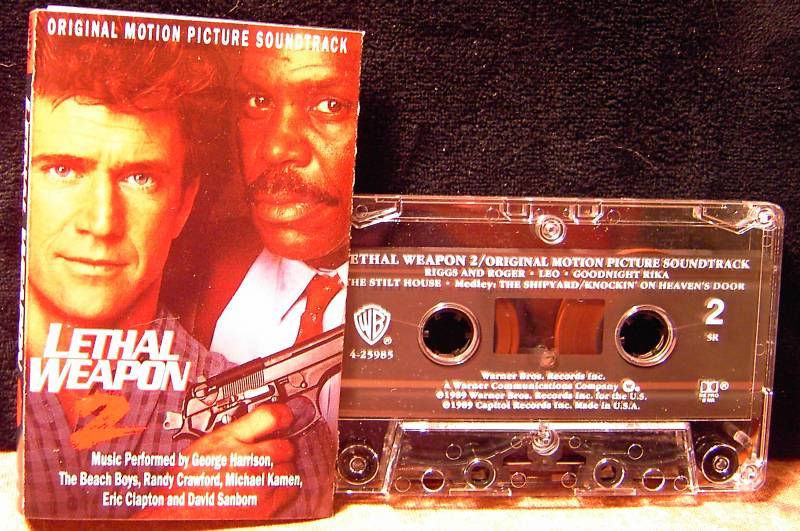 ORIGINAL MOTION PICTURE SOUNDTRACK
LETHAL
WEAPON
2
Music Performed by George Harrison,
The Beach Boys, Randy Crawford, Michael Kamen,
Eric Clapton and David Sanborn
LETHAL WEAPON 2/ORIGINAL MOTION PICTURE SOUNDTRACK
RIGGS AND ROGER • LEO • GOODNIGHT RIKA
THE STILT HOUSE • Medley: THE SHIPYARD/KNOCKIN' ON HEAVEN'S DOOR
WB ®
4-25985
2
SR
Warner Bros. Records Inc.
A Warner Communications Company
℗1989 Warner Bros. Records Inc. for the U.S.
©1989 Capitol Records Inc. Made in U.S.A.